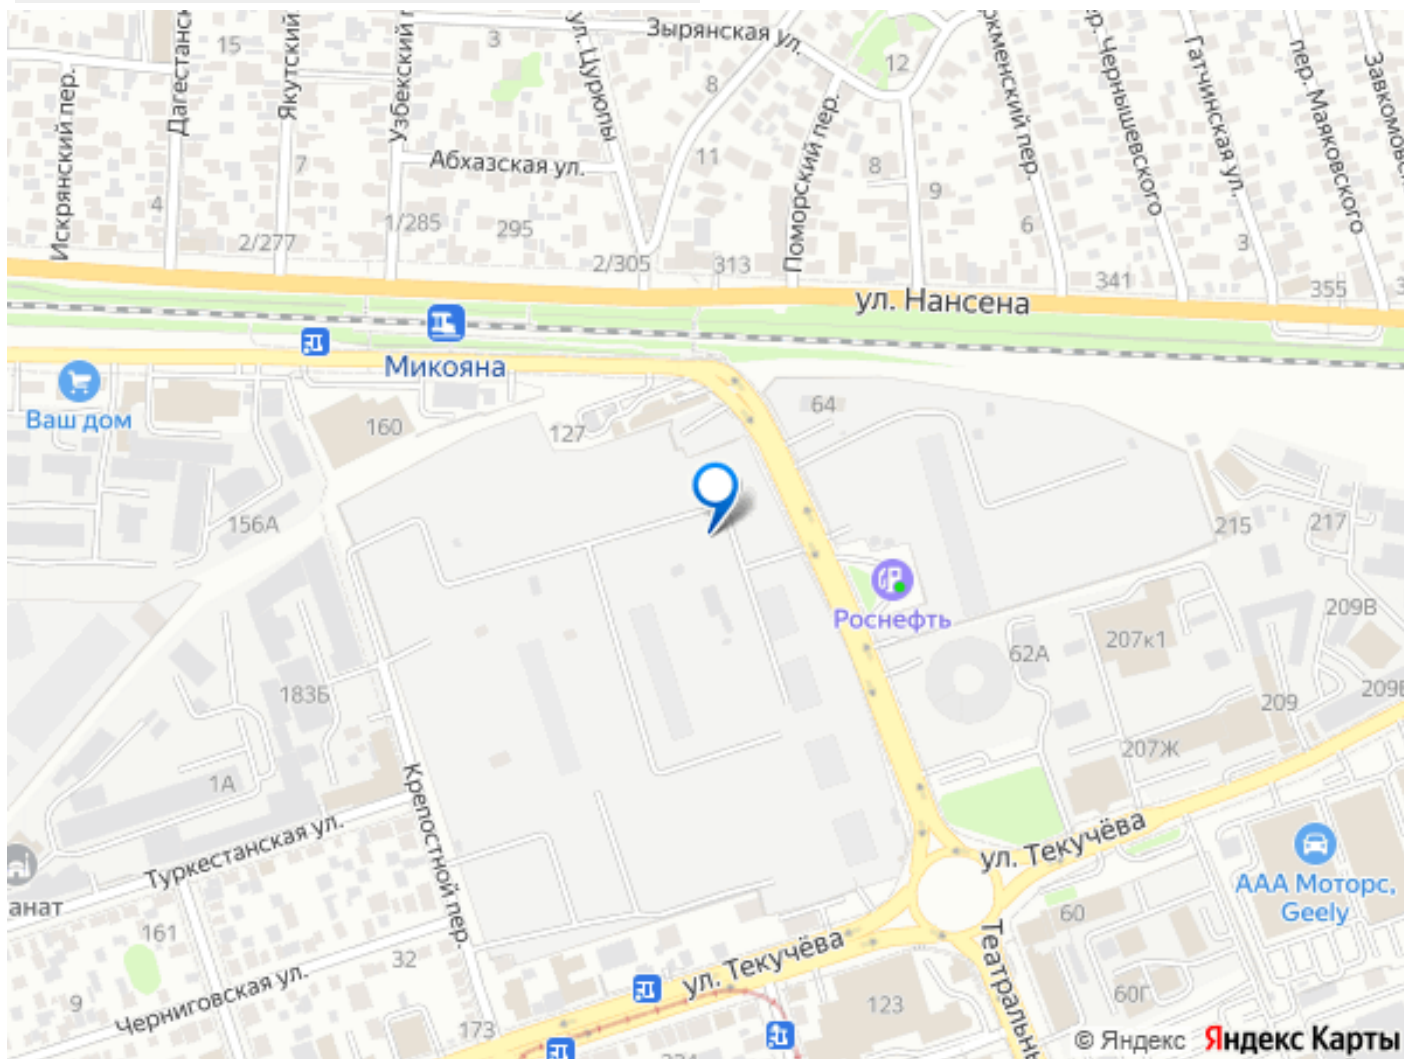 15
3
Зырянская ул.
12
8
Искрянский пер.
Якутский
ул. Цурюпы
пер. Чернышевского
Гатчинская ул.
пер. Маяковского
Абхазская ул.
7
11
Поморский пер.
8
9
4
1/285
295
6
3
2/277
2/305
313
341
355
ул. Нансена
Микояна
Ваш дом
160
127
64
156А
215
217
Роснефть
209В
62А
207к1
183Б
209
207Ж
1А
Крепостной пер.
Туркестанская ул.
ул. Текучёва
ААА Моторс,
Geely
анат
161
60
32
ул. Текучёва
Черниговская ул.
9
60Г
123
173
© Яндекс Яндекс Карты